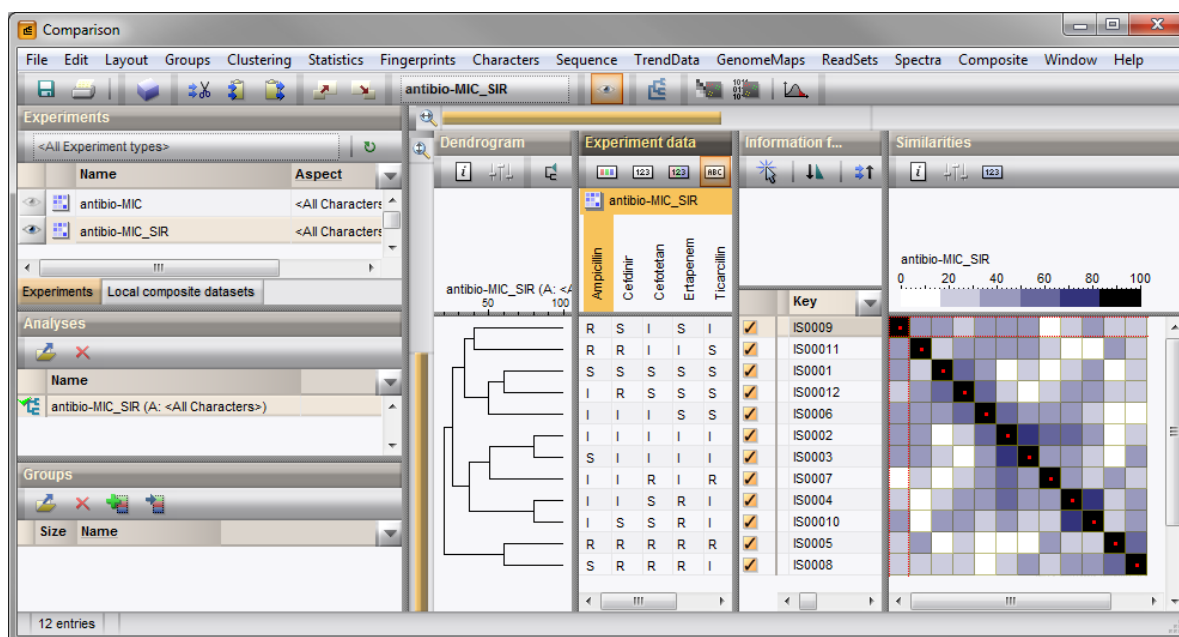 Comparison
File Edit Layout Groups Clustering Statistics Fingerprints Characters Sequence TrendData GenomeMaps ReadSets Spectra Composite Window Help
antibio-MIC_SIR
Experiments
<All Experiment types>
Name Aspect
antibio-MIC <All Characters
antibio-MIC_SIR <All Characters
Experiments Local composite datasets
Analyses
Name
antibio-MIC_SIR (A: <All Characters>)
Groups
Size Name
12 entries
Dendrogram
antibio-MIC_SIR (A: <A
50 100
Experiment data
123 123 ABC
antibio-MIC_SIR
Ampicillin
Cefdinir
Cefotetan
Ertapenem
Ticarcillin
R S I S I
R R I I S
S S S S S
I R S S S
I I I S S
I I I I I
S I I I I
I I R I R
I I S R I
I S S R I
R R R R R
S R R R I
Information f...
Key
IS0009
IS00011
IS0001
IS00012
IS0006
IS0002
IS0003
IS0007
IS0004
IS00010
IS0005
IS0008
Similarities
123
antibio-MIC_SIR
0 20 40 60 80 100